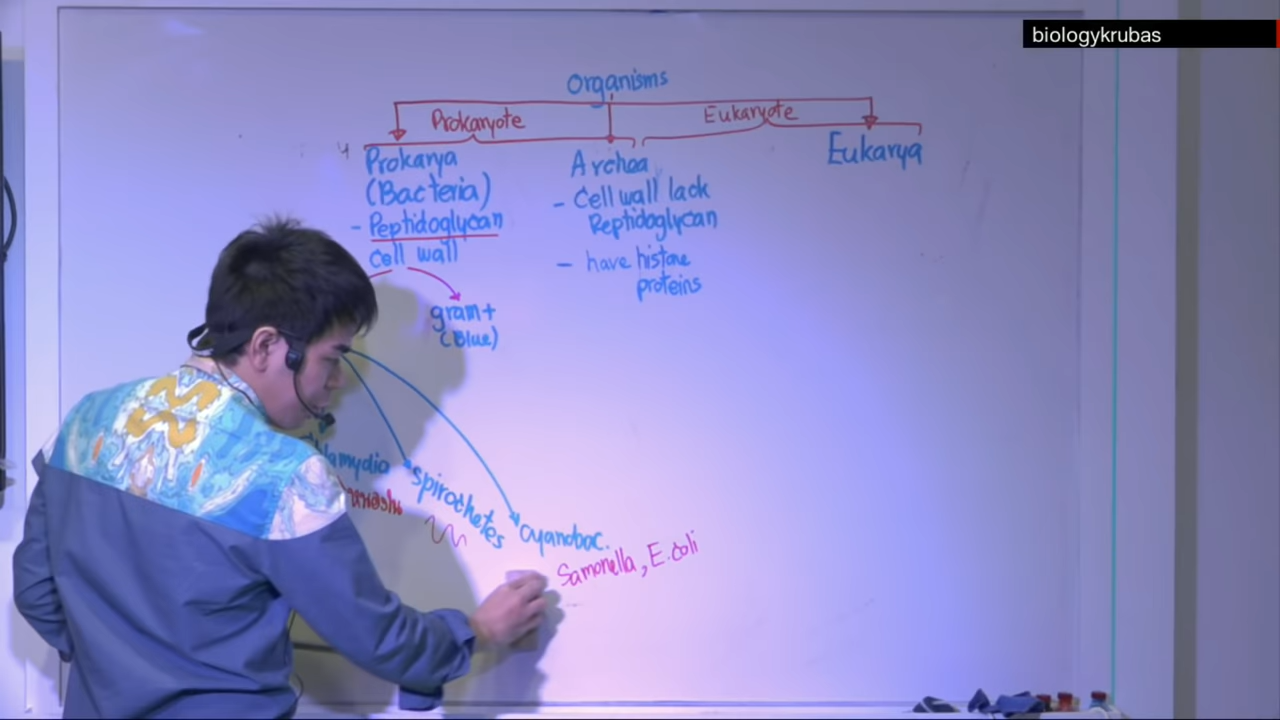 biologykrubas
Organisms
Prokaryote
Eukaryote
Prokarya
(Bacteria)
- Peptidoglycan
cell wall
Archea
- Cell wall lack
Peptidoglycan
- have histone
proteins
Eukarya
gram+
(Blue)
spirochetes
cyanobac.
Samonella, E.coli